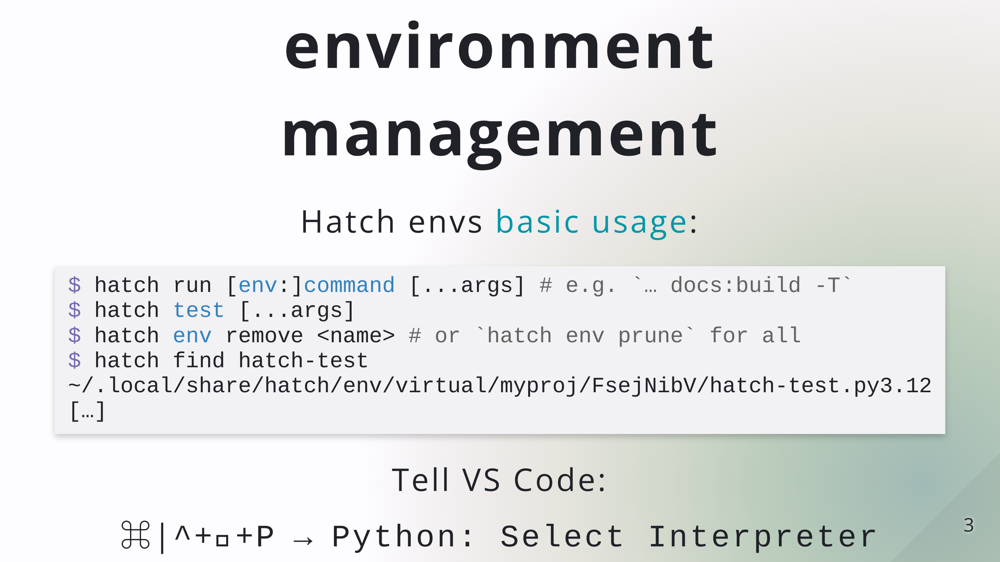 environment
management
Hatch envs basic usage:
$ hatch run [env:]command [...args] # e.g. `… docs:build -T`
$ hatch test [...args]
$ hatch env remove <name> # or `hatch env prune` for all
$ hatch find hatch-test
~/.local/share/hatch/env/virtual/myproj/FsejNibV/hatch-test.py3.12
[…]
Tell VS Code:
⌘|^+▯+P → Python: Select Interpreter
3